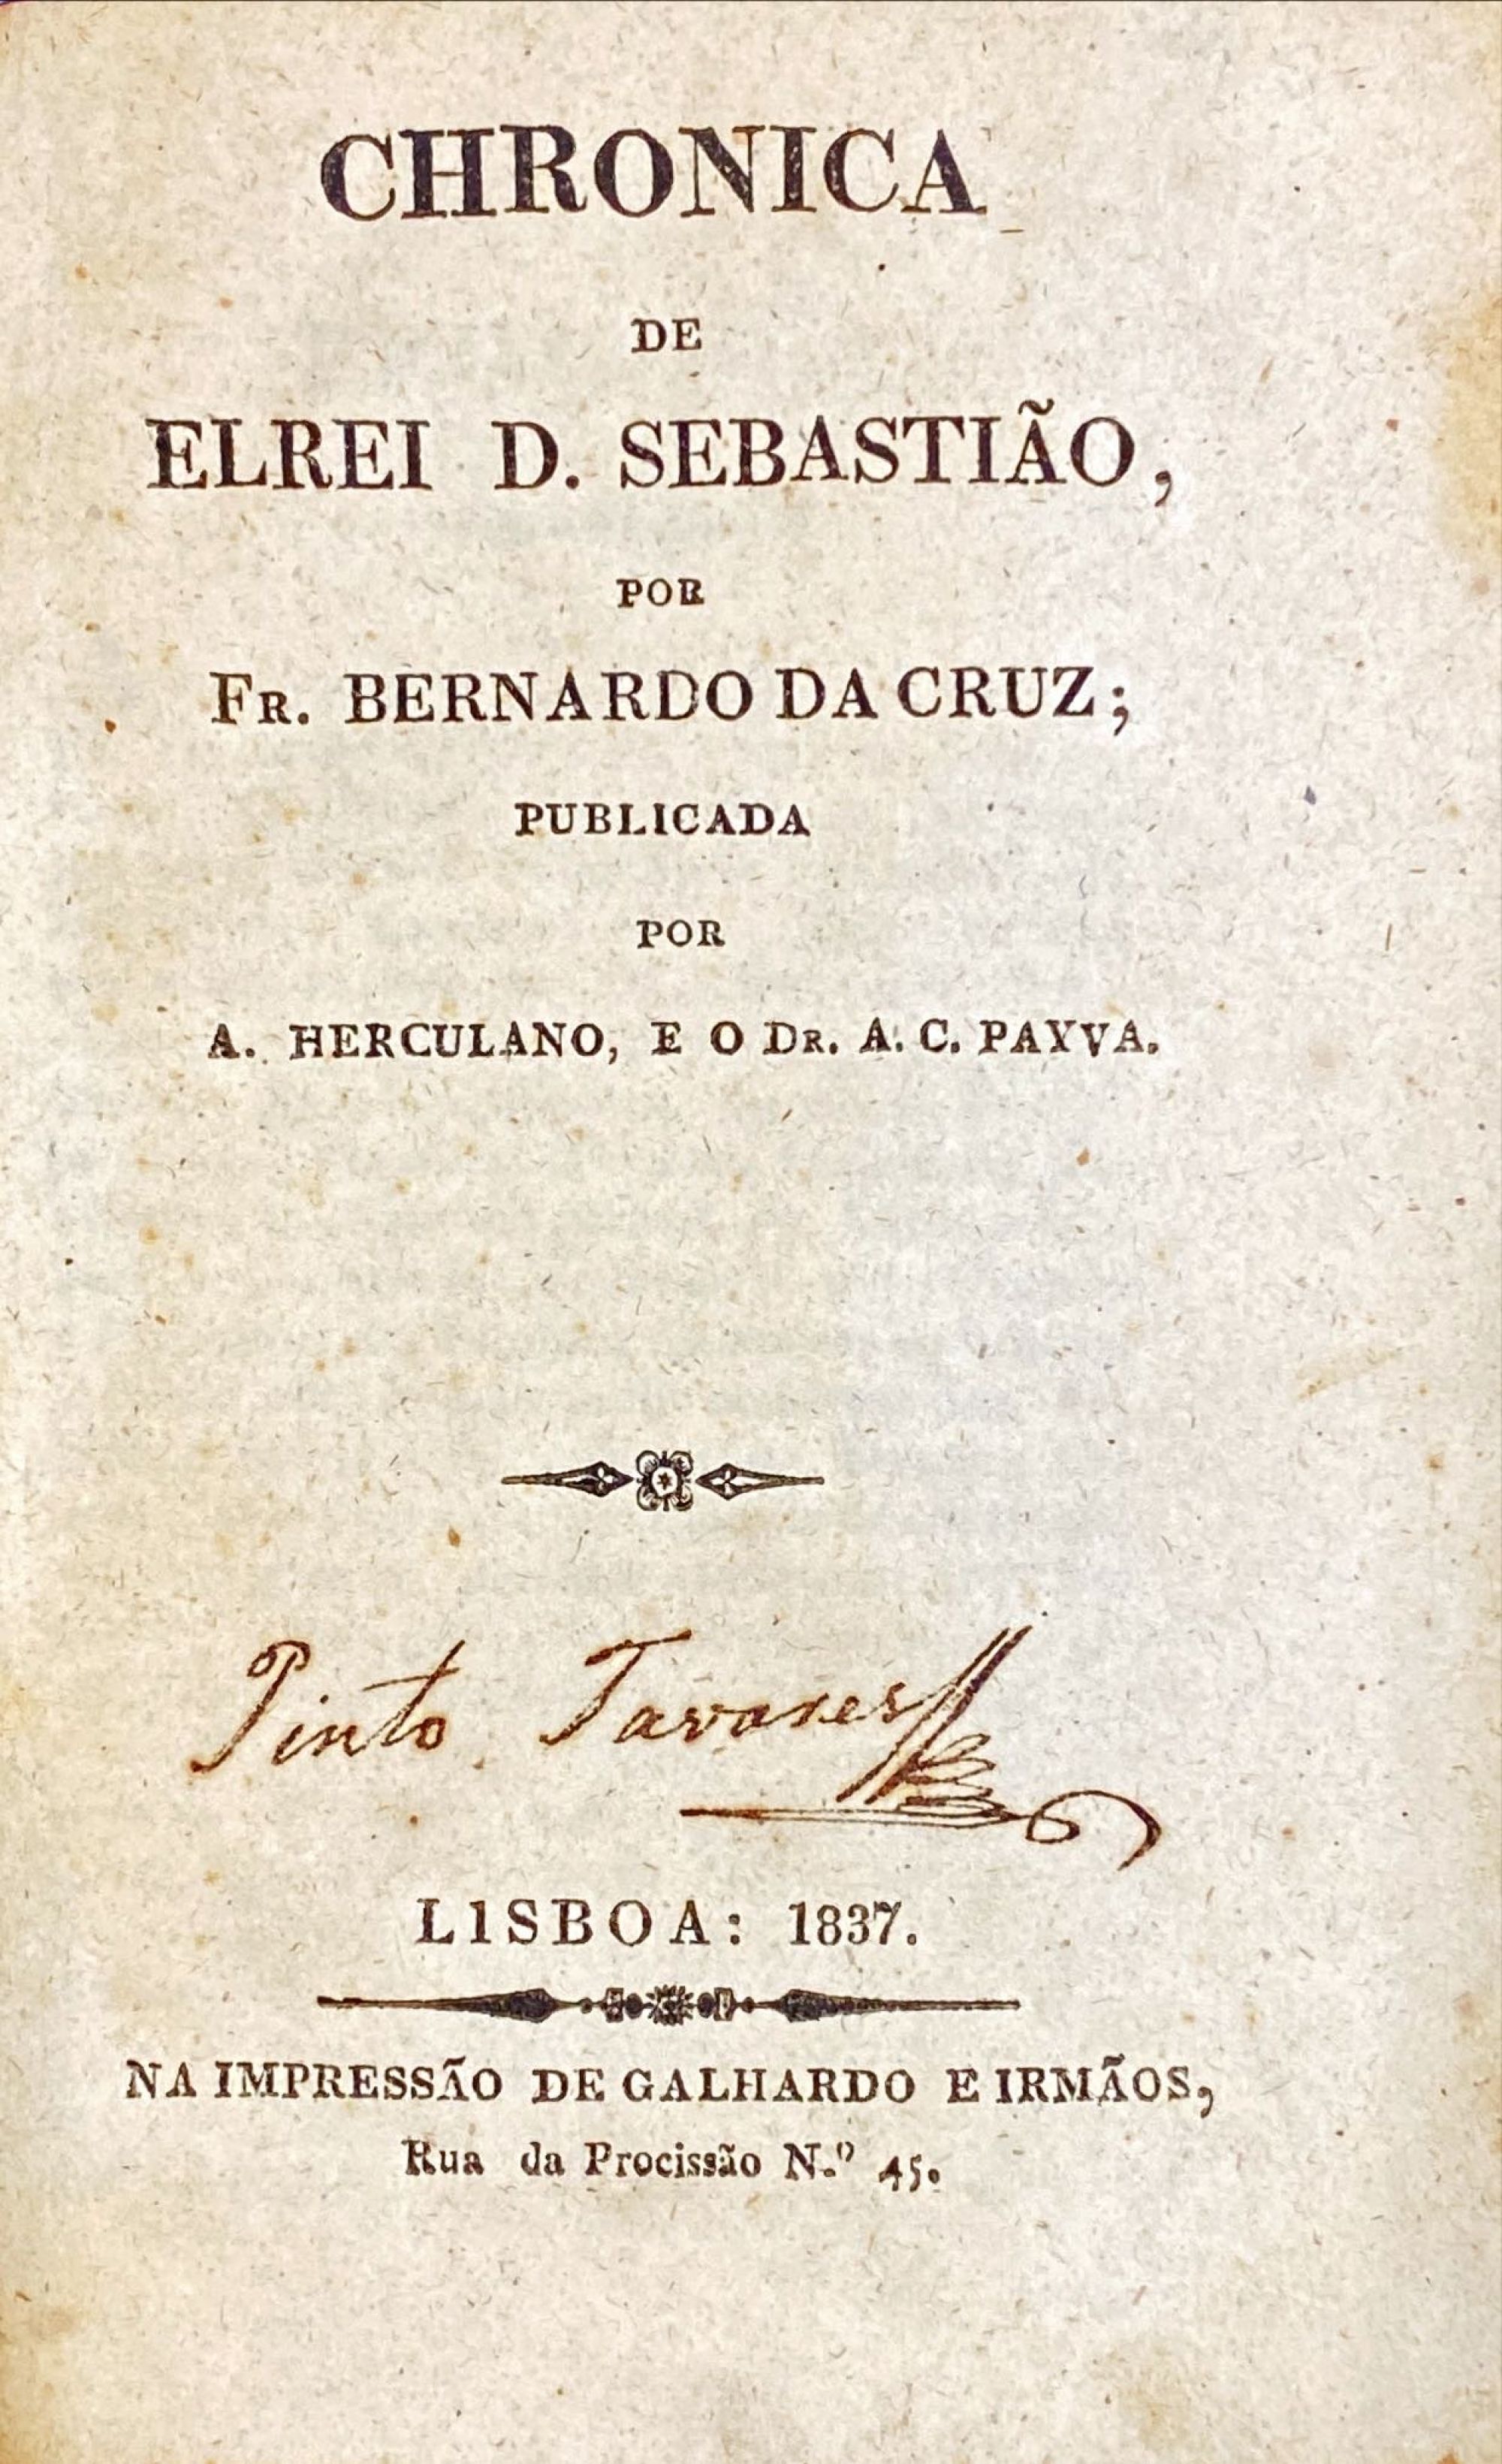 CHRONICA
DE
ELREI D. SEBASTIÃO,
POR
FR. BERNARDO DA CRUZ;
PUBLICADA
POR
A. HERCULANO, E O DR. A. C. PAYVA.
Pinto Tavares
LISBOA: 1837.
NA IMPRESSÃO DE GALHARDO E IRMÃOS,
Rua da Procissão N.º 45.